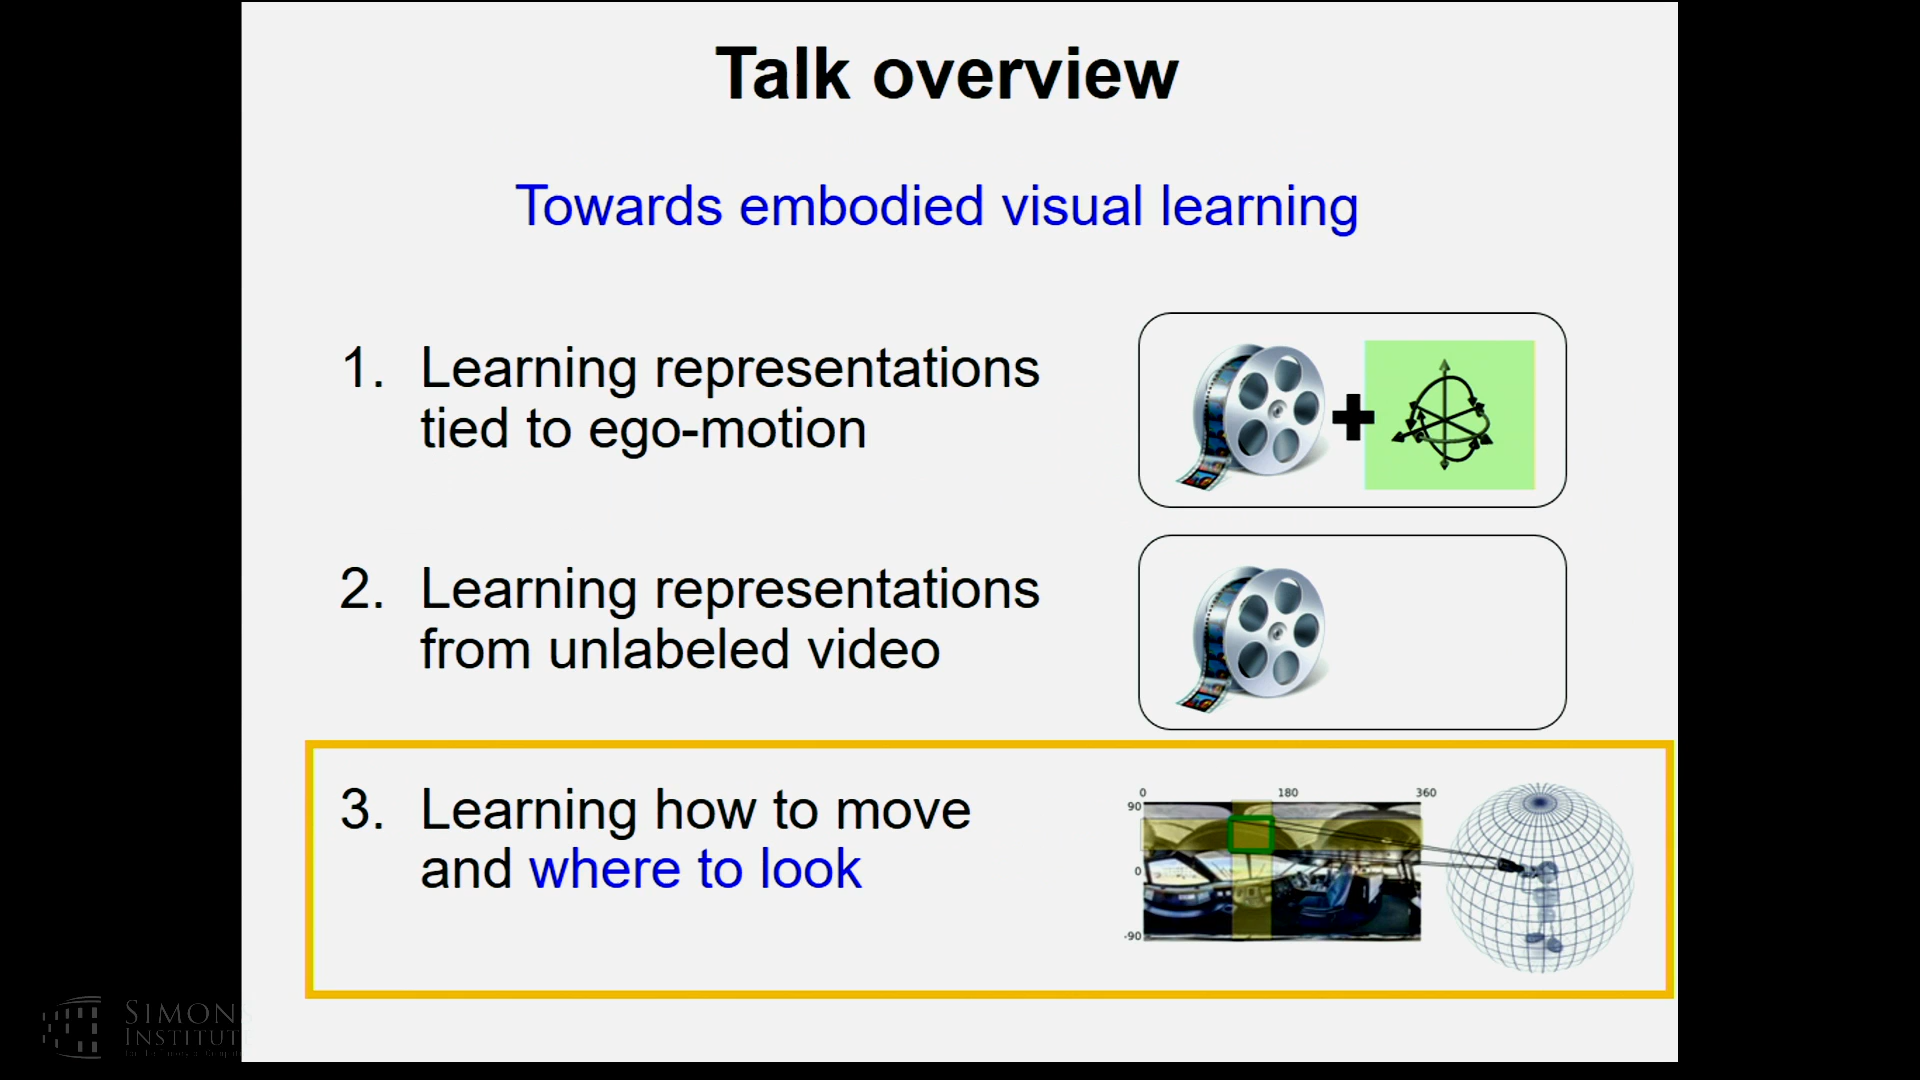 Talk overview
Towards embodied visual learning
1. Learning representations
tied to ego-motion
2. Learning representations
from unlabeled video
3. Learning how to move
and where to look
0 180 360
90
0
-90
SIMONS
INSTITUTE